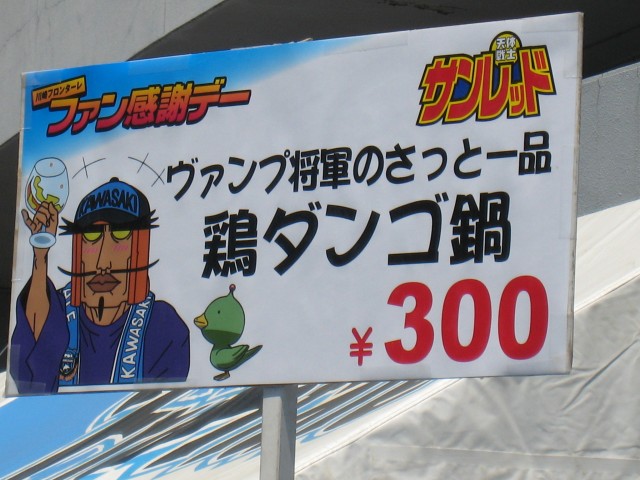 川崎フロンターレ
ファン感謝デー
天体戦士
サンレッド
ヴァンプ将軍のさっと一品
鶏ダンゴ鍋
¥300
KAWASAKI
KAWASAKI